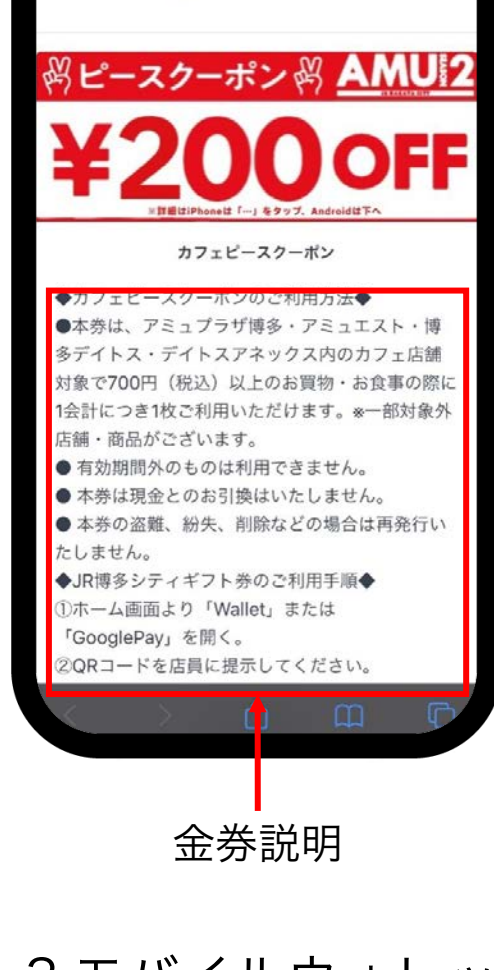 ピースクーポン AMU 2
¥200 OFF
※詳細はiPhoneは「…」をタップ、Androidは下へ
カフェピースクーポン
◆カフェピースクーポンのご利用方法◆
●本券は、アミュプラザ博多・アミュエスト・博
多デイトス・デイトスアネックス内のカフェ店舗
対象で700円（税込）以上のお買物・お食事の際に
1会計につき1枚ご利用いただけます。※一部対象外
店舗・商品がございます。
● 有効期間外のものは利用できません。
● 本券は現金とのお引換はいたしません。
● 本券の盗難、紛失、削除などの場合は再発行い
たしません。
◆JR博多シティギフト券のご利用手順◆
①ホーム画面より「Wallet」または
「GooglePay」を開く。
②QRコードを店員に提示してください。
金券説明